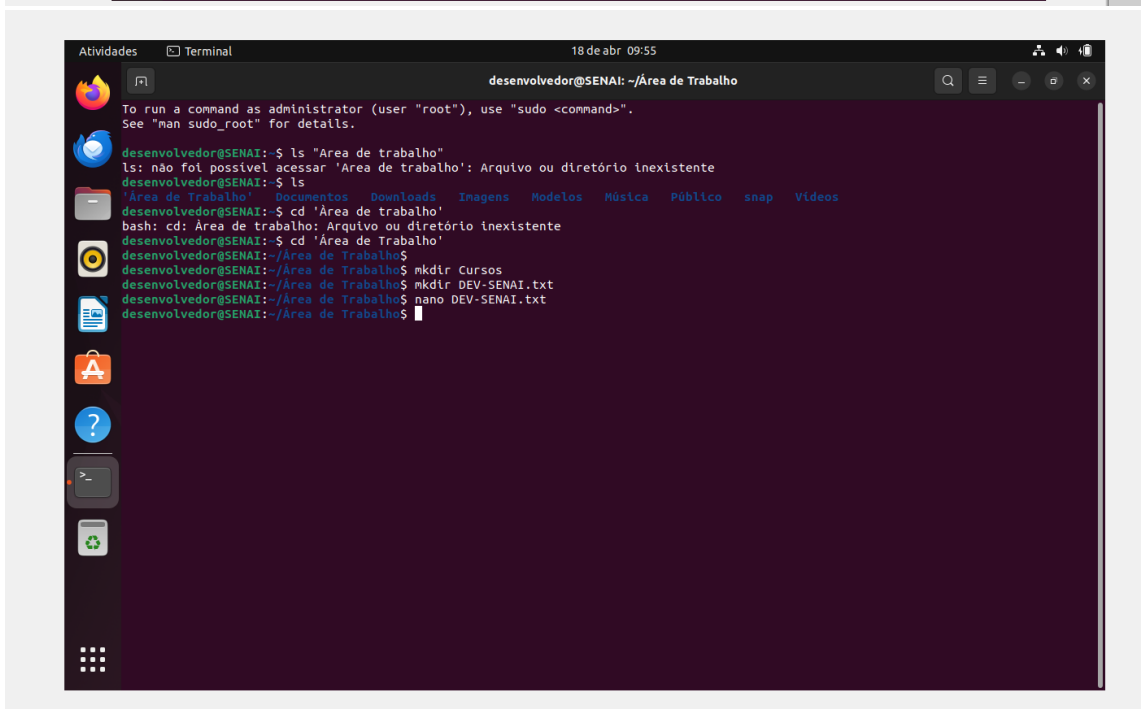 Atividades Terminal 18 de abr 09:55
desenvolvedor@SENAI: ~/Área de Trabalho
To run a command as administrator (user "root"), use "sudo <command>".
See "man sudo_root" for details.
desenvolvedor@SENAI:~$ ls "Area de trabalho"
ls: não foi possível acessar 'Area de trabalho': Arquivo ou diretório inexistente
desenvolvedor@SENAI:~$ ls
'Área de Trabalho' Documentos Downloads Imagens Modelos Música Público snap Vídeos
desenvolvedor@SENAI:~$ cd 'Àrea de trabalho'
bash: cd: Àrea de trabalho: Arquivo ou diretório inexistente
desenvolvedor@SENAI:~$ cd 'Área de Trabalho'
desenvolvedor@SENAI:~/Área de Trabalho$
desenvolvedor@SENAI:~/Área de Trabalho$ mkdir Cursos
desenvolvedor@SENAI:~/Área de Trabalho$ mkdir DEV-SENAI.txt
desenvolvedor@SENAI:~/Área de Trabalho$ nano DEV-SENAI.txt
desenvolvedor@SENAI:~/Área de Trabalho$